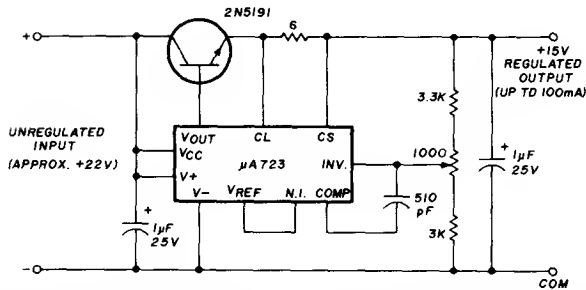 2N5191
6
+
+
+15V
REGULATED
OUTPUT
(UP TO 100mA)
3.3K
UNREGULATED
INPUT
(APPROX. +22V)
VOUT
CL
CS
VCC
μA723
INV.
1000
V+
V-
VREF
N.I.
COMP
510
pF
+
1μF
25V
+
1μF
25V
3K
-
-
COM